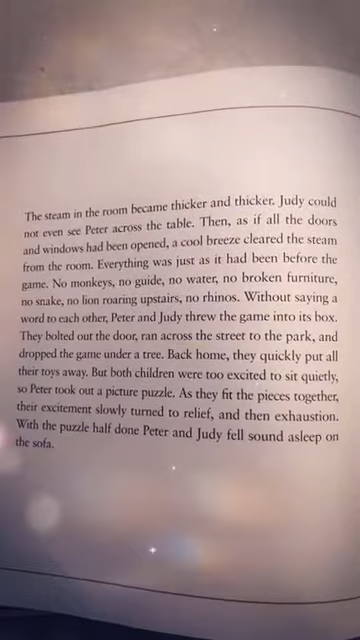 The steam in the room became thicker and thicker. Judy could
not even see Peter across the table. Then, as if all the doors
and windows had been opened, a cool breeze cleared the steam
from the room. Everything was just as it had been before the
game. No monkeys, no guide, no water, no broken furniture,
no snake, no lion roaring upstairs, no rhinos. Without saying a
word to each other, Peter and Judy threw the game into its box.
They bolted out the door, ran across the street to the park, and
dropped the game under a tree. Back home, they quickly put all
their toys away. But both children were too excited to sit quietly,
so Peter took out a picture puzzle. As they fit the pieces together,
their excitement slowly turned to relief, and then exhaustion.
With the puzzle half done Peter and Judy fell sound asleep on
the sofa.